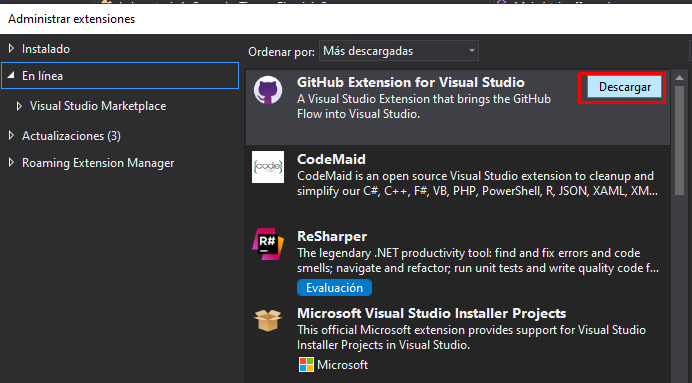 Administrar extensiones
Instalado
En línea
Visual Studio Marketplace
Actualizaciones (3)
Roaming Extension Manager
Ordenar por: Más descargadas
GitHub Extension for Visual Studio
Descargar
A Visual Studio Extension that brings the GitHub
Flow into Visual Studio.
CodeMaid
CodeMaid is an open source Visual Studio extension to cleanup and
simplify our C#, C++, F#, VB, PHP, PowerShell, R, JSON, XAML, XM...
ReSharper
The legendary .NET productivity tool: find and fix errors and code
smells; navigate and refactor; run unit tests and write quality code f...
Evaluación
Microsoft Visual Studio Installer Projects
This official Microsoft extension provides support for Visual Studio
Installer Projects in Visual Studio.
Microsoft